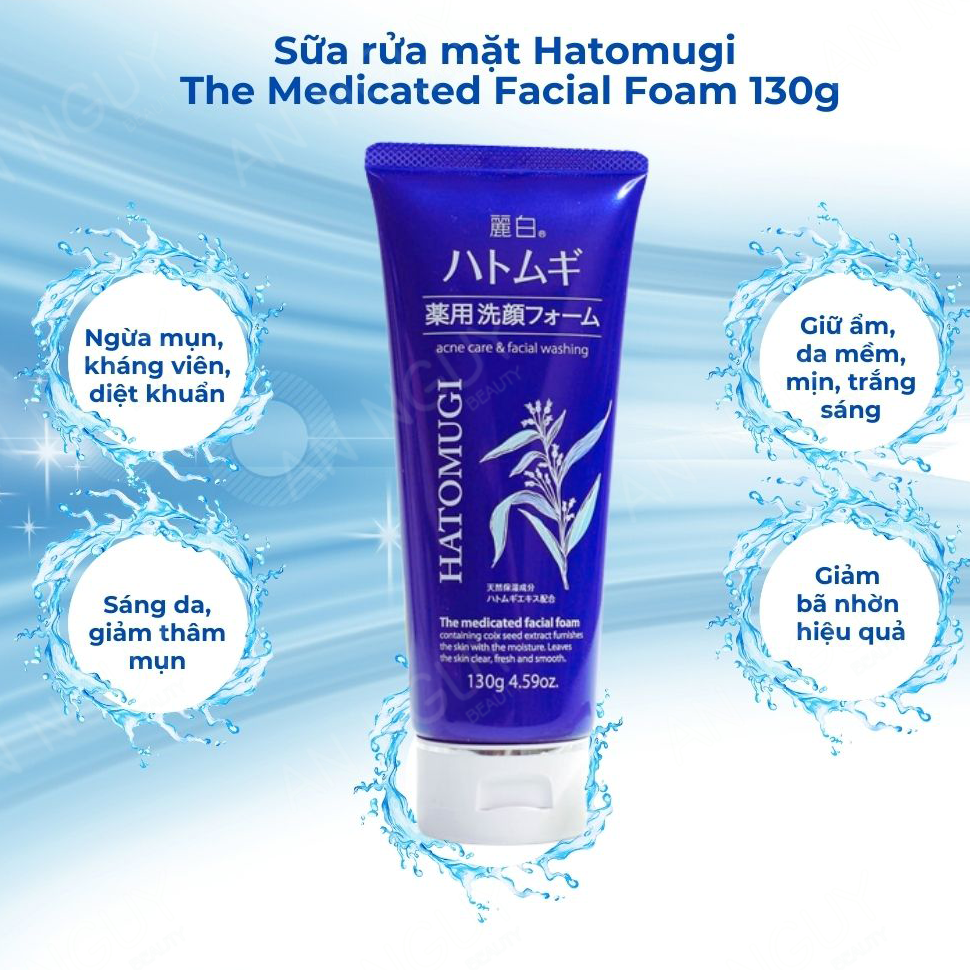 Sữa rửa mặt Hatomugi
The Medicated Facial Foam 130g
麗白®
ハトムギ
薬用洗顔フォーム
acne care & facial washing
HATOMUGI
天然保湿成分
ハトムギエキス配合
The medicated facial foam
containing coix seed extract furnishes
the skin with the moisture. Leaves
the skin clear, fresh and smooth.
130g 4.59oz.
Ngừa mụn,
kháng viên,
diệt khuẩn
Sáng da,
giảm thâm
mụn
Giữ ẩm,
da mềm,
mịn, trắng
sáng
Giảm
bã nhờn
hiệu quả
AN NGUY
BEAUTY